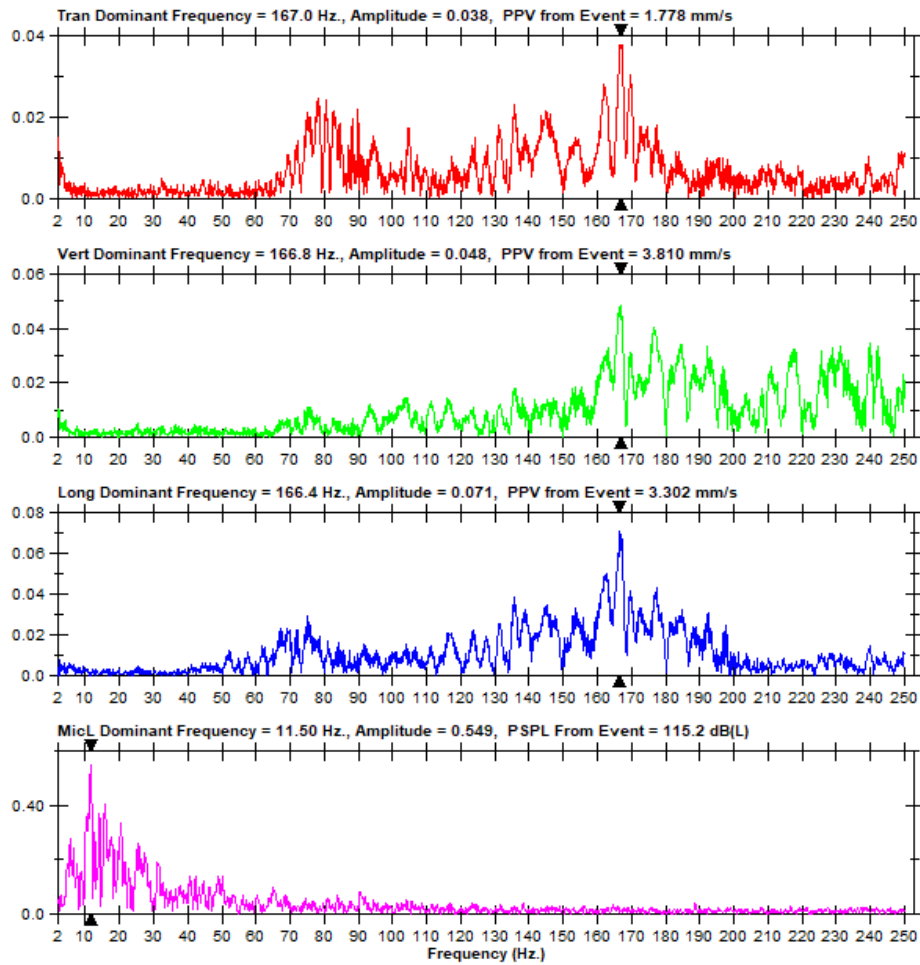 Tran Dominant Frequency = 167.0 Hz., Amplitude = 0.038, PPV from Event = 1.778 mm/s
0.04
0.02
0.0
2 10 20 30 40 50 60 70 80 90 100 110 120 130 140 150 160 170 180 190 200 210 220 230 240 250
Vert Dominant Frequency = 166.8 Hz., Amplitude = 0.048, PPV from Event = 3.810 mm/s
0.06
0.04
0.02
0.0
2 10 20 30 40 50 60 70 80 90 100 110 120 130 140 150 160 170 180 190 200 210 220 230 240 250
Long Dominant Frequency = 166.4 Hz., Amplitude = 0.071, PPV from Event = 3.302 mm/s
0.08
0.06
0.04
0.02
0.0
2 10 20 30 40 50 60 70 80 90 100 110 120 130 140 150 160 170 180 190 200 210 220 230 240 250
MicL Dominant Frequency = 11.50 Hz., Amplitude = 0.549, PSPL From Event = 115.2 dB(L)
0.40
0.0
2 10 20 30 40 50 60 70 80 90 100 110 120 130 140 150 160 170 180 190 200 210 220 230 240 250
Frequency (Hz.)